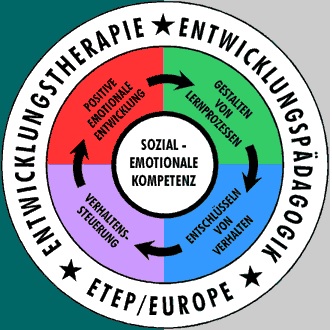 ENTWICKLUNGSTHERAPIE ★ ENTWICKLUNGSPÄDAGOGIK ★
ETEP/EUROPE ★
POSITIVE
EMOTIONALE
ENTWICKLUNG
GESTALTEN
VON
LERNPROZESSEN
SOZIAL -
EMOTIONALE
KOMPETENZ
VERHALTENS-
STEUERUNG
ENTSCHLÜSSELN
VON
VERHALTEN